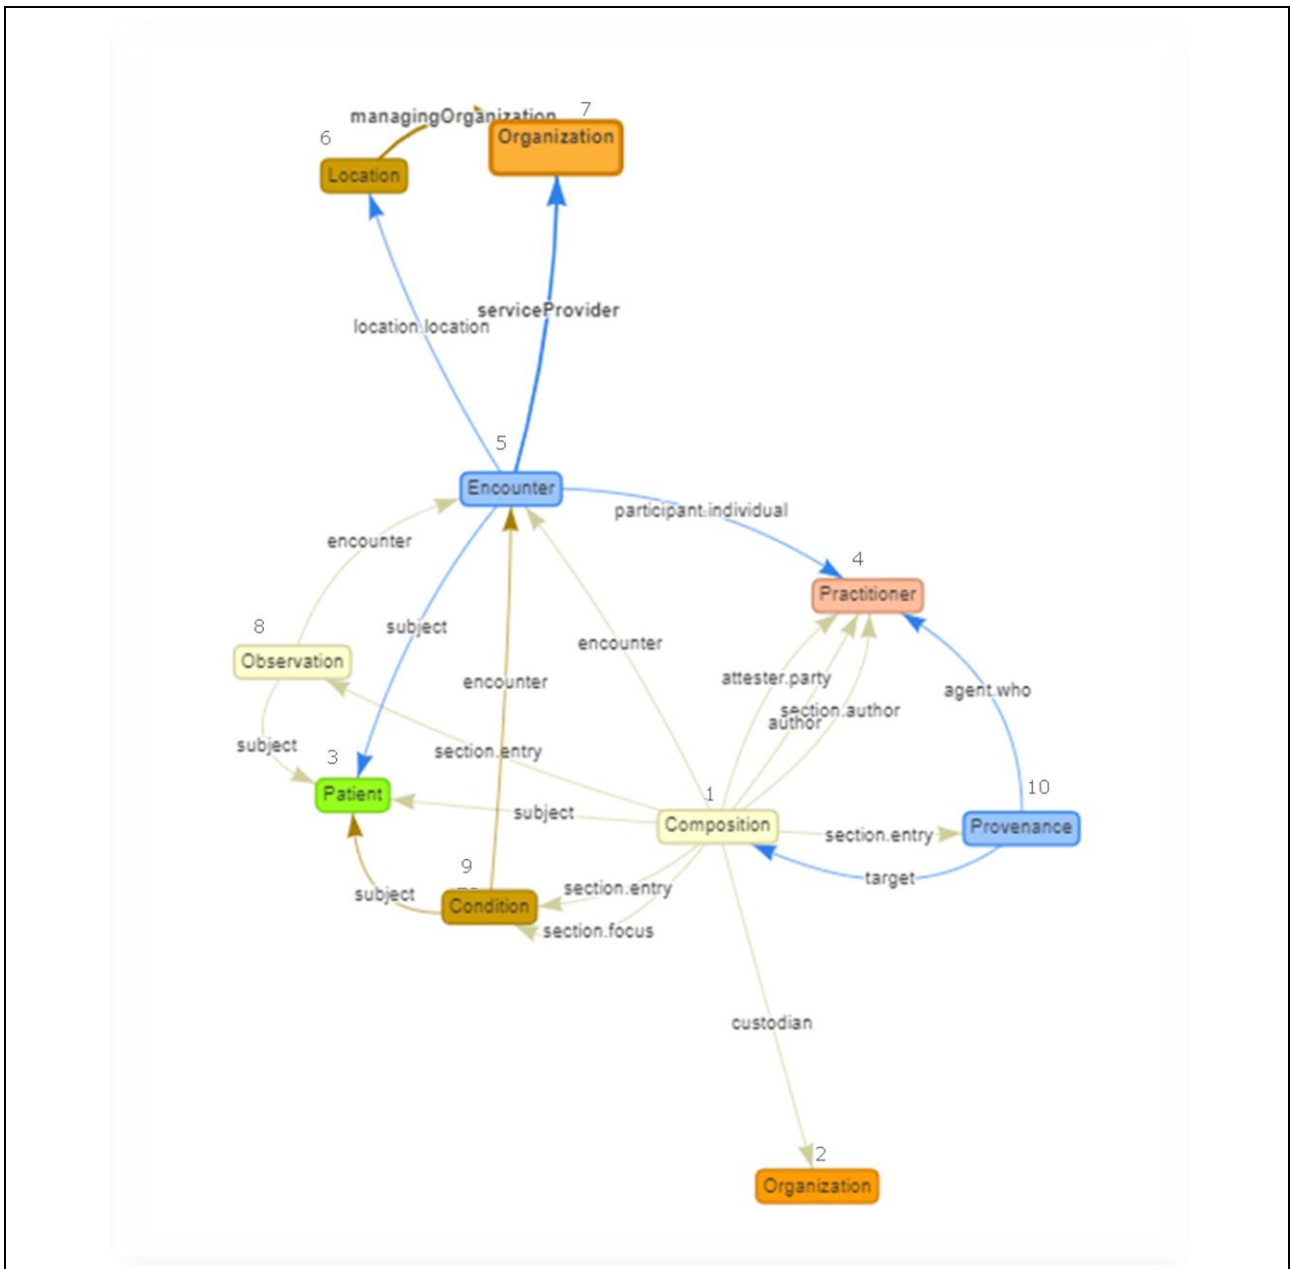 7
managingOrganization
Organization
6
Location
serviceProvider
location.location
5
Encounter
participant.individual
encounter
4
Practitioner
8
subject
encounter
Observation
attester.party
encounter
agent.who
section.author
author
subject
section.entry
3
Patient
10
1
subject
Composition
section.entry
Provenance
9
target
section.entry
subject
Condition
section.focus
custodian
2
Organization